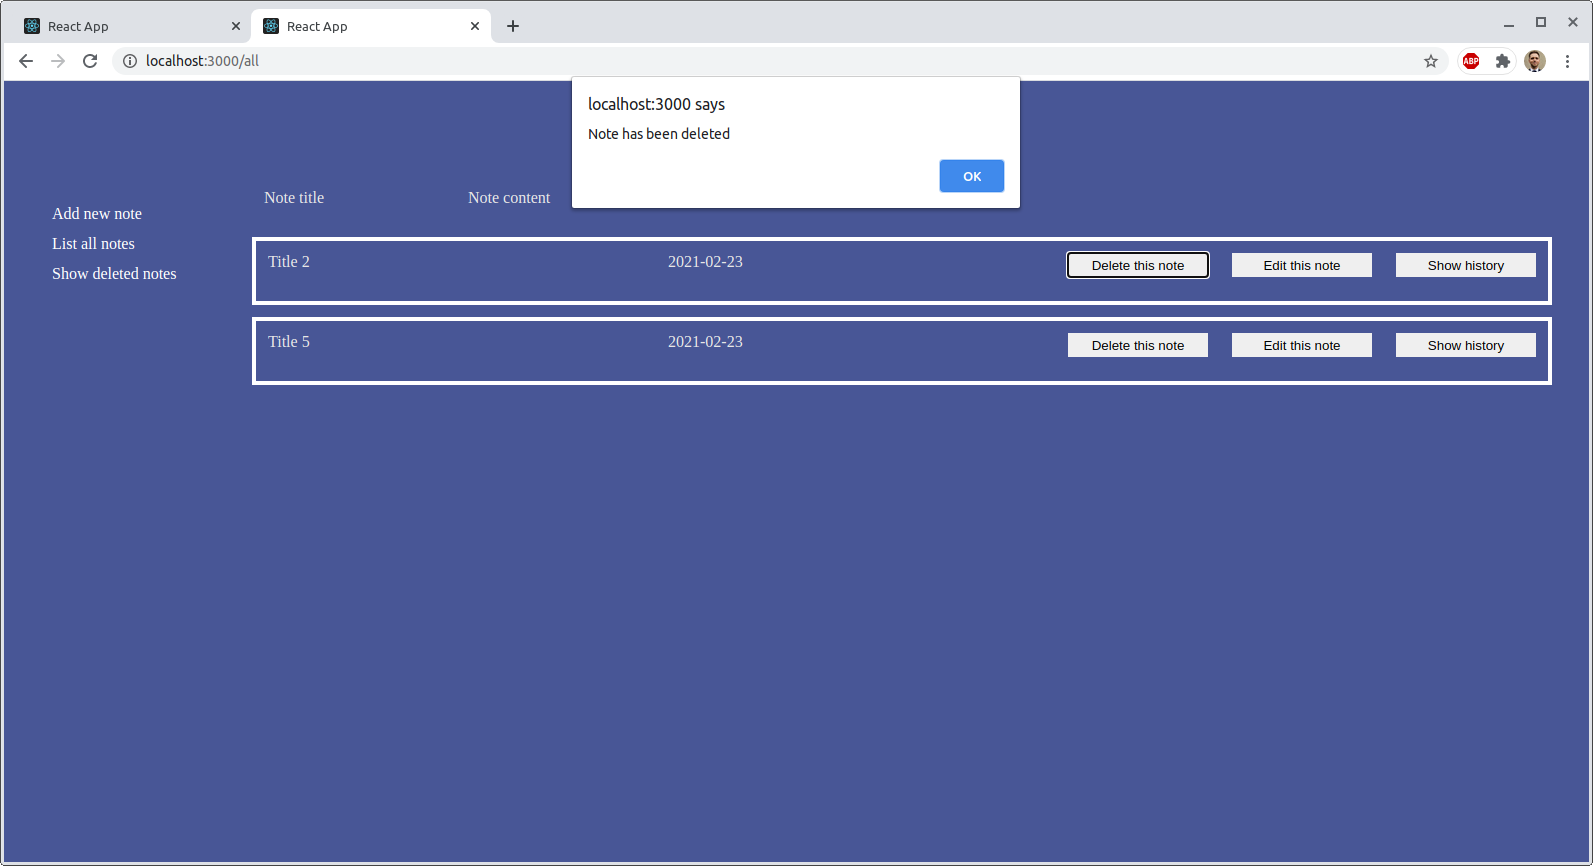 React App
React App
localhost:3000/all
ABP
localhost:3000 says
Note has been deleted
OK
Note title Note content
Add new note
List all notes
Show deleted notes
Title 2 2021-02-23 Delete this note Edit this note Show history
Title 5 2021-02-23 Delete this note Edit this note Show history